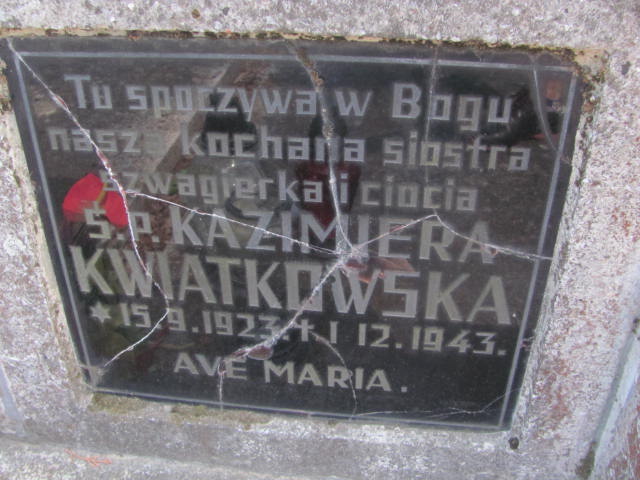 Tu spoczywa w Bogu
nasza kochana siostra
szwagierka i ciocia
Ś.P. KAZIMIERA
KWIATKOWSKA
*15.9.1923. † 1 12.1943.
AVE MARIA.